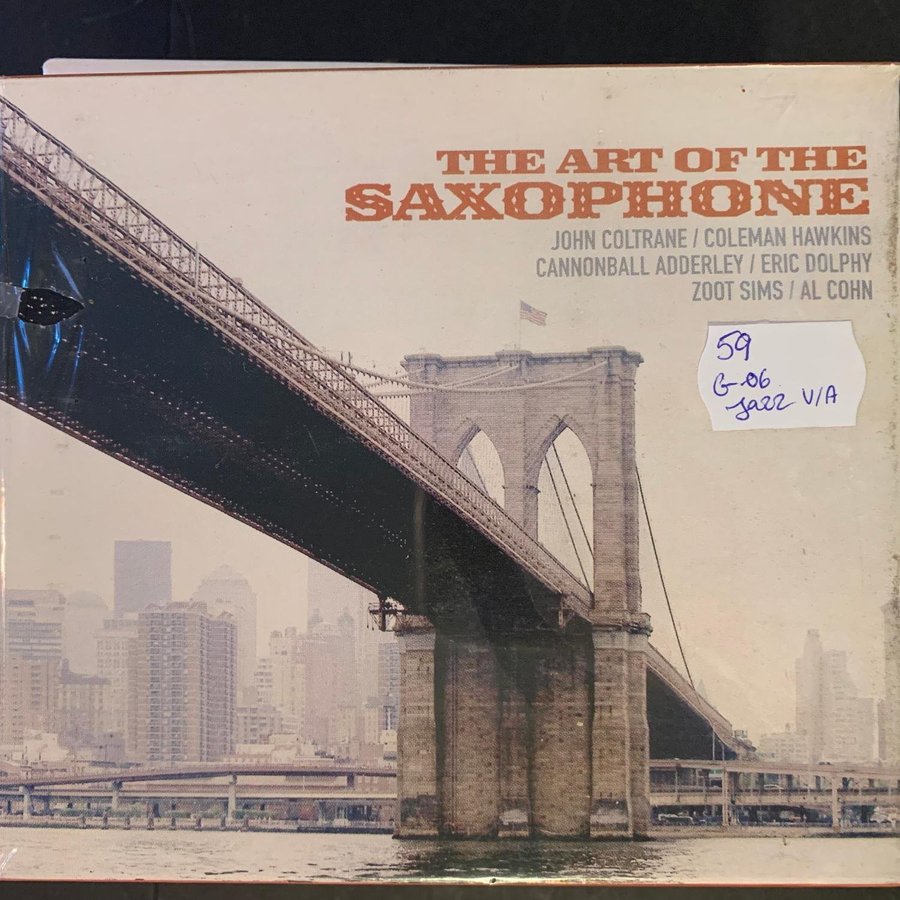 THE ART OF THE
SAXOPHONE
JOHN COLTRANE / COLEMAN HAWKINS
CANNONBALL ADDERLEY / ERIC DOLPHY
ZOOT SIMS / AL COHN
59
G-06
Jazz V/A